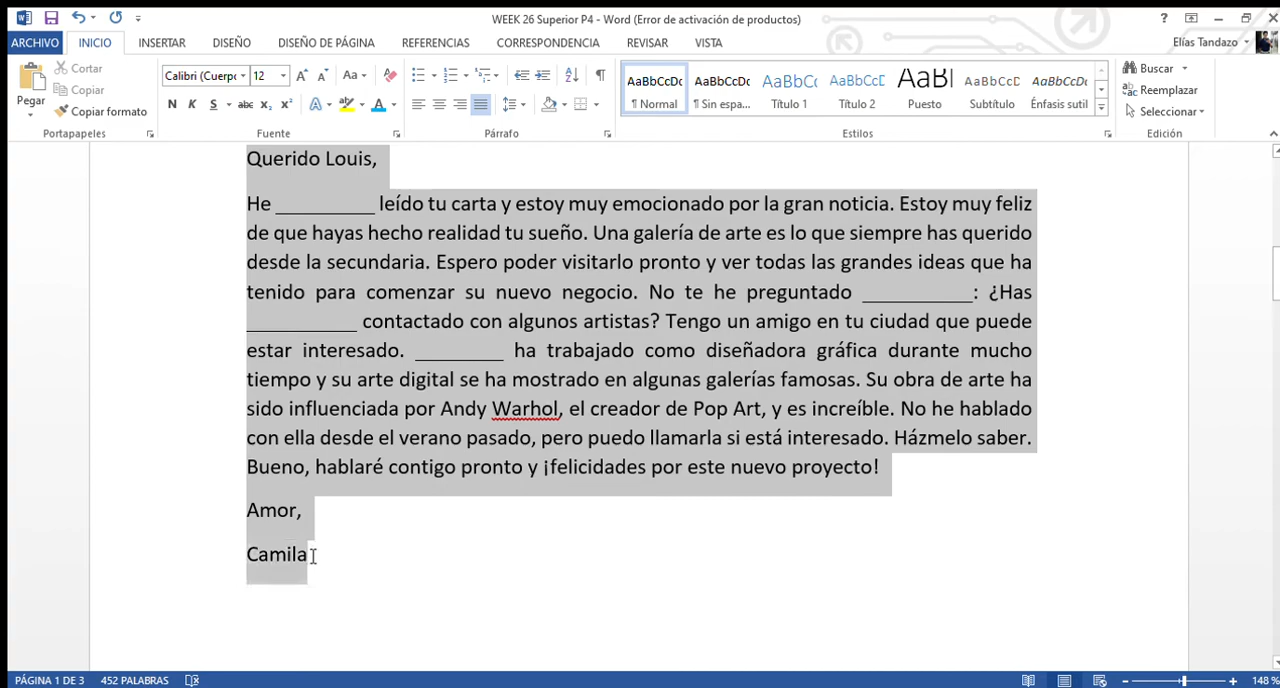 WEEK 26 Superior P4 - Word (Error de activación de productos)
ARCHIVO INICIO INSERTAR DISEÑO DISEÑO DE PÁGINA REFERENCIAS CORRESPONDENCIA REVISAR VISTA Elías Tandazo
Pegar
Cortar
Copiar
Copiar formato
Portapapeles
Calibri (Cuerpo 12 Aa
N K S abc x₂ x² A A
Fuente
Párrafo
AaBbCcDc AaBbCcDc AaBbCc AaBbCcD AaBl AaBbCcD AaBbCcDc
¶ Normal ¶ Sin espa... Título 1 Título 2 Puesto Subtítulo Énfasis sutil
Estilos
Buscar
Reemplazar
Seleccionar
Edición
Querido Louis,
He _________ leído tu carta y estoy muy emocionado por la gran noticia. Estoy muy feliz
de que hayas hecho realidad tu sueño. Una galería de arte es lo que siempre has querido
desde la secundaria. Espero poder visitarlo pronto y ver todas las grandes ideas que ha
tenido para comenzar su nuevo negocio. No te he preguntado __________: ¿Has
__________ contactado con algunos artistas? Tengo un amigo en tu ciudad que puede
estar interesado. ________ ha trabajado como diseñadora gráfica durante mucho
tiempo y su arte digital se ha mostrado en algunas galerías famosas. Su obra de arte ha
sido influenciada por Andy Warhol, el creador de Pop Art, y es increíble. No he hablado
con ella desde el verano pasado, pero puedo llamarla si está interesado. Házmelo saber.
Bueno, hablaré contigo pronto y ¡felicidades por este nuevo proyecto!
Amor,
Camila
PÁGINA 1 DE 3 452 PALABRAS 148 %